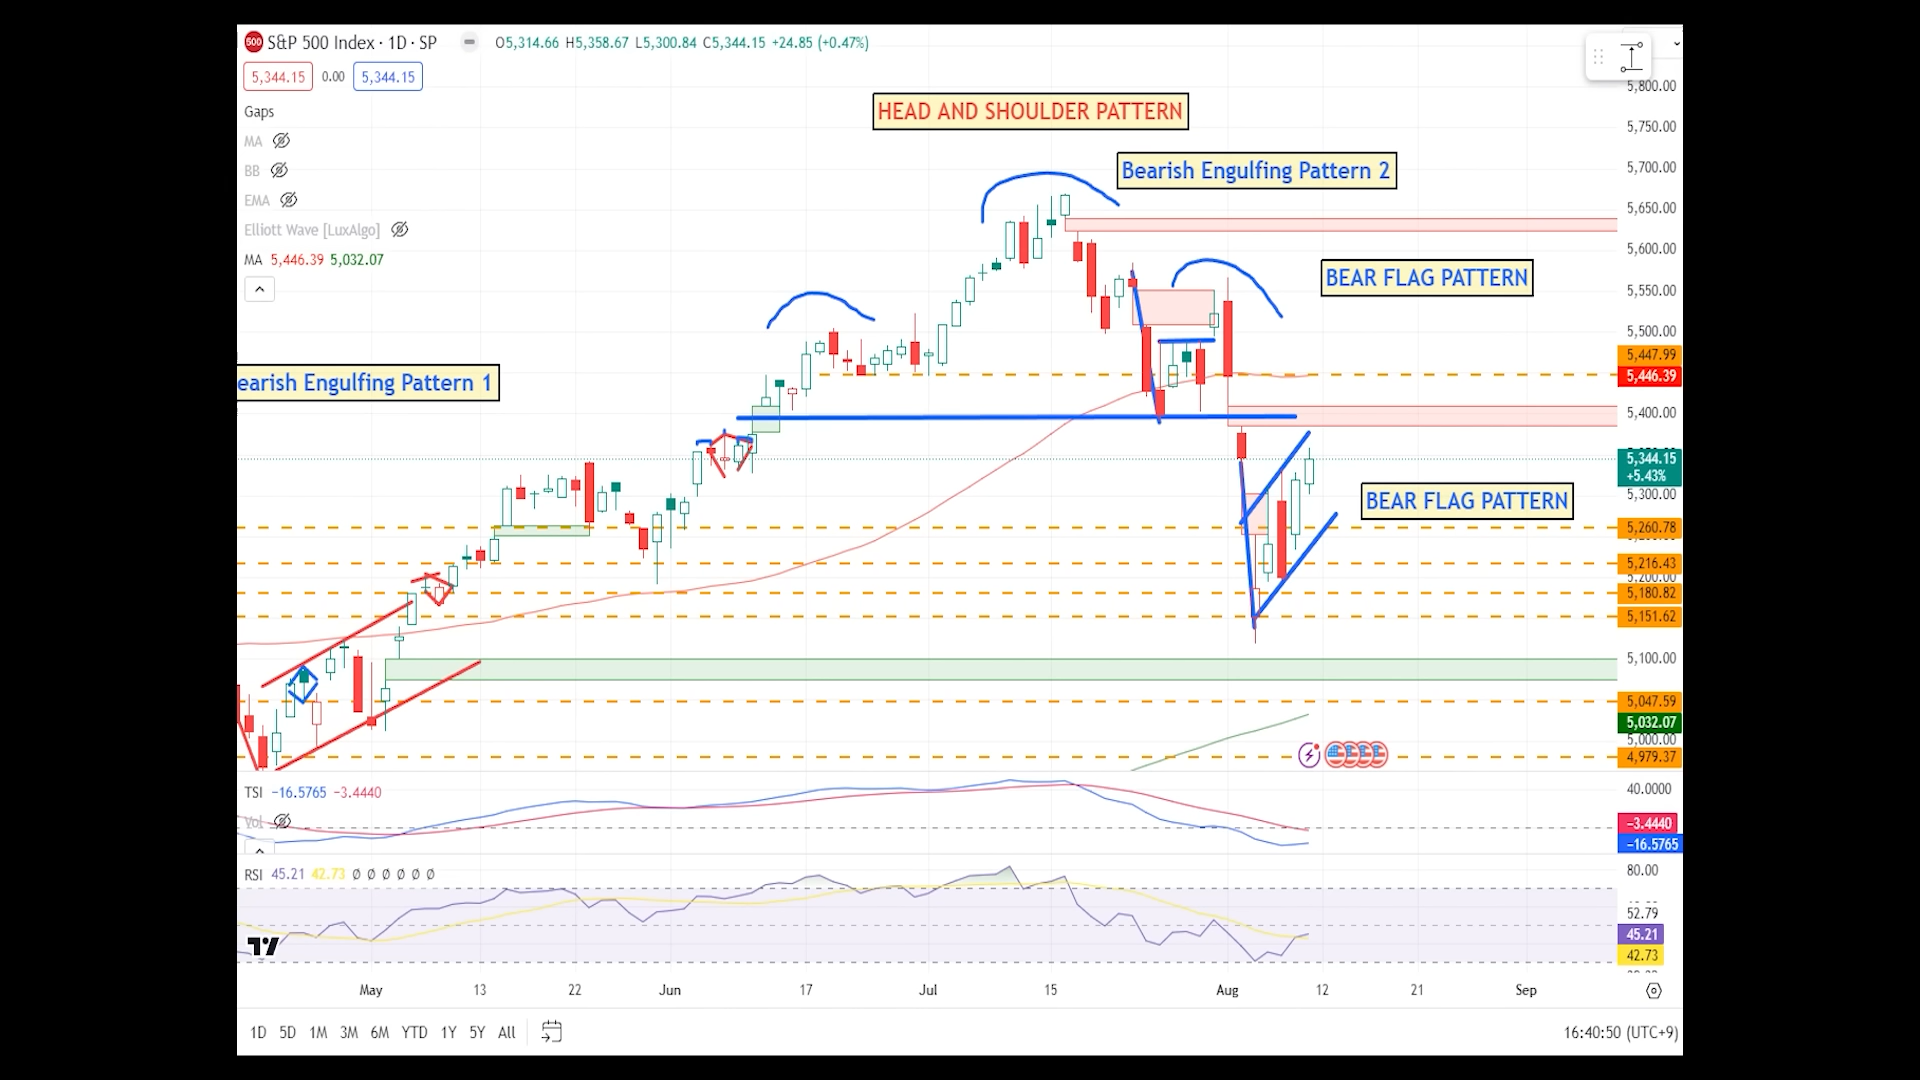 500 S&P 500 Index · 1D · SP O5,314.66 H5,358.67 L5,300.84 C5,344.15 +24.85 (+0.47%)
5,344.15 0.00 5,344.15
Gaps
MA
BB
EMA
Elliott Wave [LuxAlgo]
MA 5,446.39 5,032.07
HEAD AND SHOULDER PATTERN
Bearish Engulfing Pattern 2
BEAR FLAG PATTERN
earish Engulfing Pattern 1
BEAR FLAG PATTERN
5,800.00
5,750.00
5,700.00
5,650.00
5,600.00
5,550.00
5,500.00
5,447.99
5,446.39
5,400.00
5,344.15
+5.43%
5,300.00
5,260.78
5,216.43
5,200.00
5,180.82
5,151.62
5,100.00
5,047.59
5,032.07
5,000.00
4,979.37
TSI −16.5765 −3.4440
Vol
40.0000
−3.4440
−16.5765
RSI 45.21 42.73 Ø Ø Ø Ø Ø Ø
80.00
52.79
45.21
42.73
May 13 22 Jun 17 Jul 15 Aug 12 21 Sep
1D 5D 1M 3M 6M YTD 1Y 5Y All
16:40:50 (UTC+9)